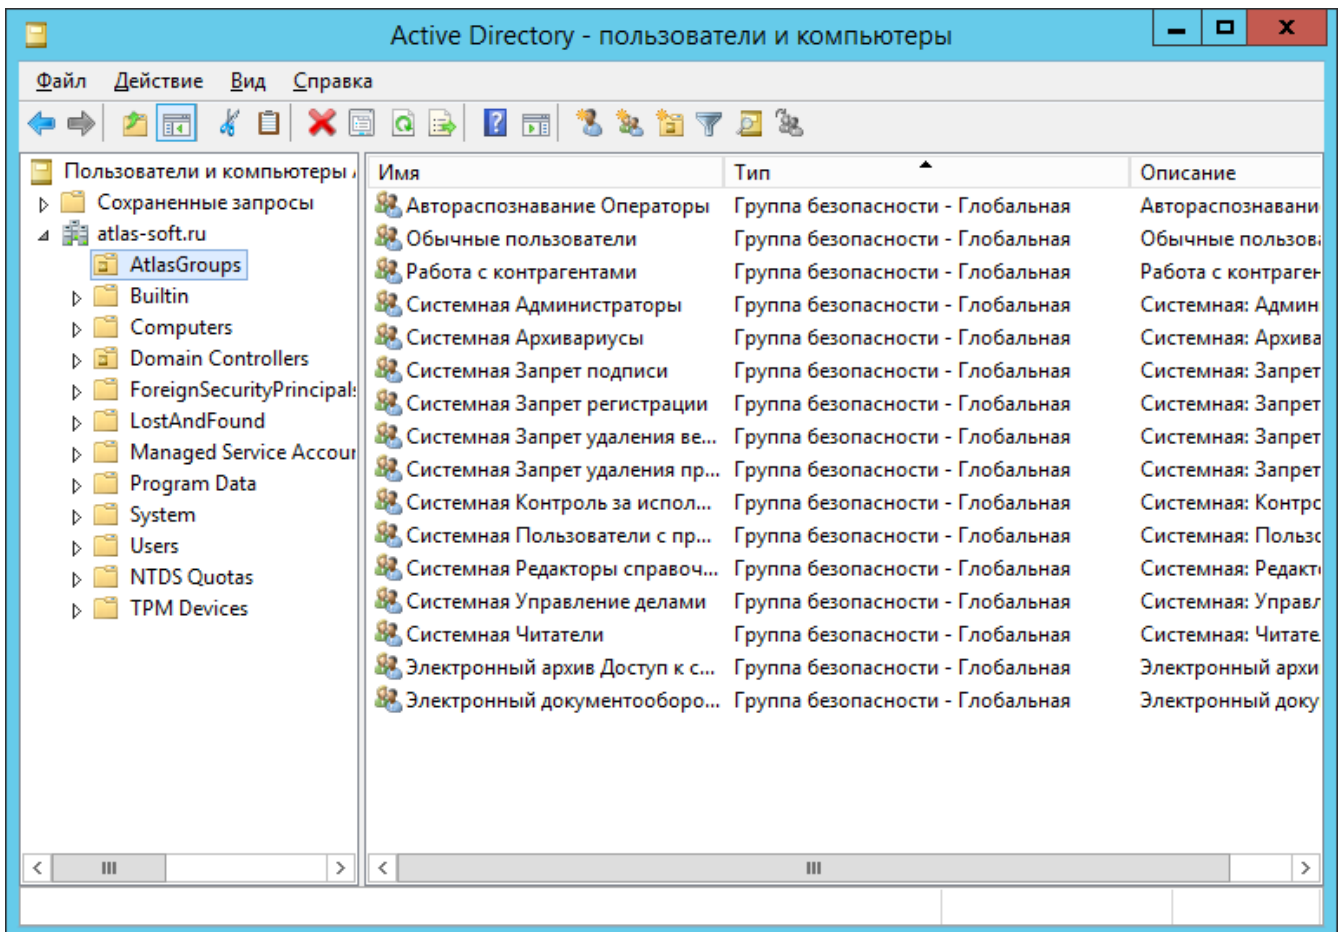 Active Directory - пользователи и компьютеры
Файл Действие Вид Справка
Пользователи и компьютеры
Сохраненные запросы
atlas-soft.ru
AtlasGroups
Builtin
Computers
Domain Controllers
ForeignSecurityPrincipals
LostAndFound
Managed Service Accour
Program Data
System
Users
NTDS Quotas
TPM Devices
Имя Тип Описание
Автораспознавание Операторы Группа безопасности - Глобальная Автораспознавани
Обычные пользователи Группа безопасности - Глобальная Обычные пользова
Работа с контрагентами Группа безопасности - Глобальная Работа с контраген
Системная Администраторы Группа безопасности - Глобальная Системная: Админ
Системная Архивариусы Группа безопасности - Глобальная Системная: Архива
Системная Запрет подписи Группа безопасности - Глобальная Системная: Запрет
Системная Запрет регистрации Группа безопасности - Глобальная Системная: Запрет
Системная Запрет удаления ве... Группа безопасности - Глобальная Системная: Запрет
Системная Запрет удаления пр... Группа безопасности - Глобальная Системная: Запрет
Системная Контроль за испол... Группа безопасности - Глобальная Системная: Контрс
Системная Пользователи с пр... Группа безопасности - Глобальная Системная: Пользс
Системная Редакторы справоч... Группа безопасности - Глобальная Системная: Редакт
Системная Управление делами Группа безопасности - Глобальная Системная: Управл
Системная Читатели Группа безопасности - Глобальная Системная: Читате
Электронный архив Доступ к с... Группа безопасности - Глобальная Электронный архи
Электронный документооборо... Группа безопасности - Глобальная Электронный доку